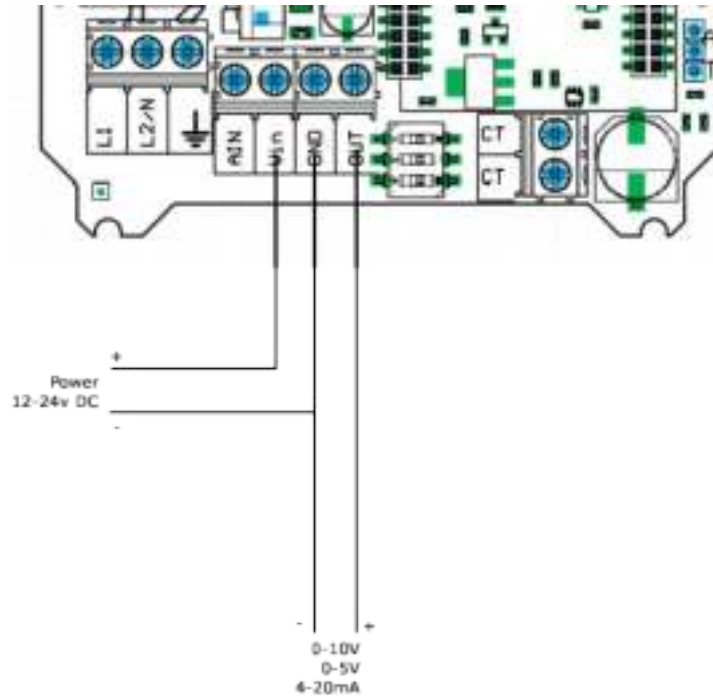 L1
L2/N
AIN
Vin
GND
OUT
CT
CT
+
Power
12-24v DC
-
- +
0-10V
0-5V
4-20mA